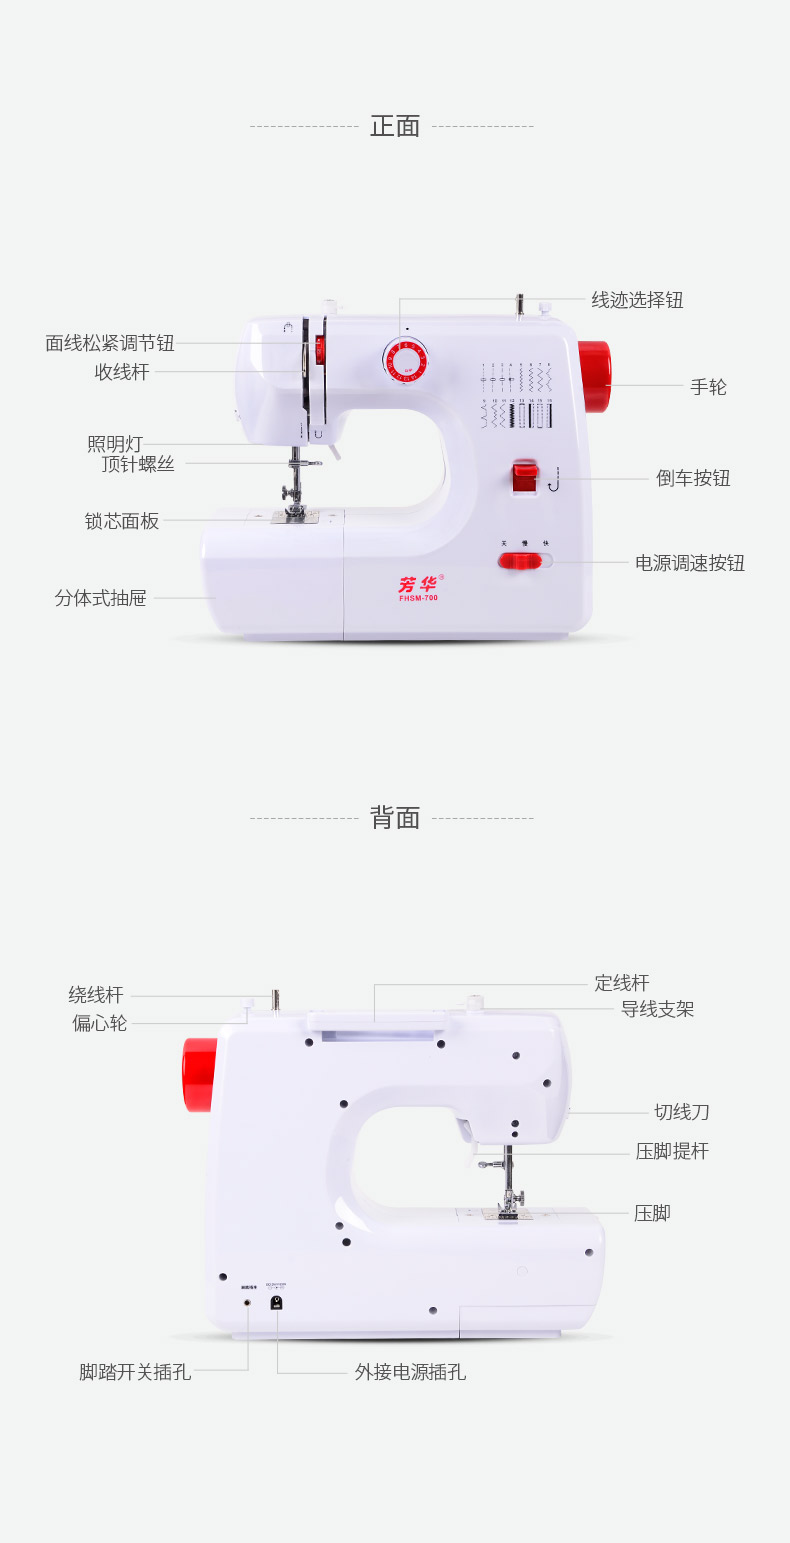 正面
线迹选择钮
面线松紧调节钮
收线杆
手轮
照明灯
顶针螺丝
倒车按钮
锁芯面板
关 慢 快
电源调速按钮
分体式抽屉
芳华®
FHSM-700
背面
定线杆
绕线杆
导线支架
偏心轮
切线刀
压脚提杆
压脚
脚踏开关插孔
外接电源插孔